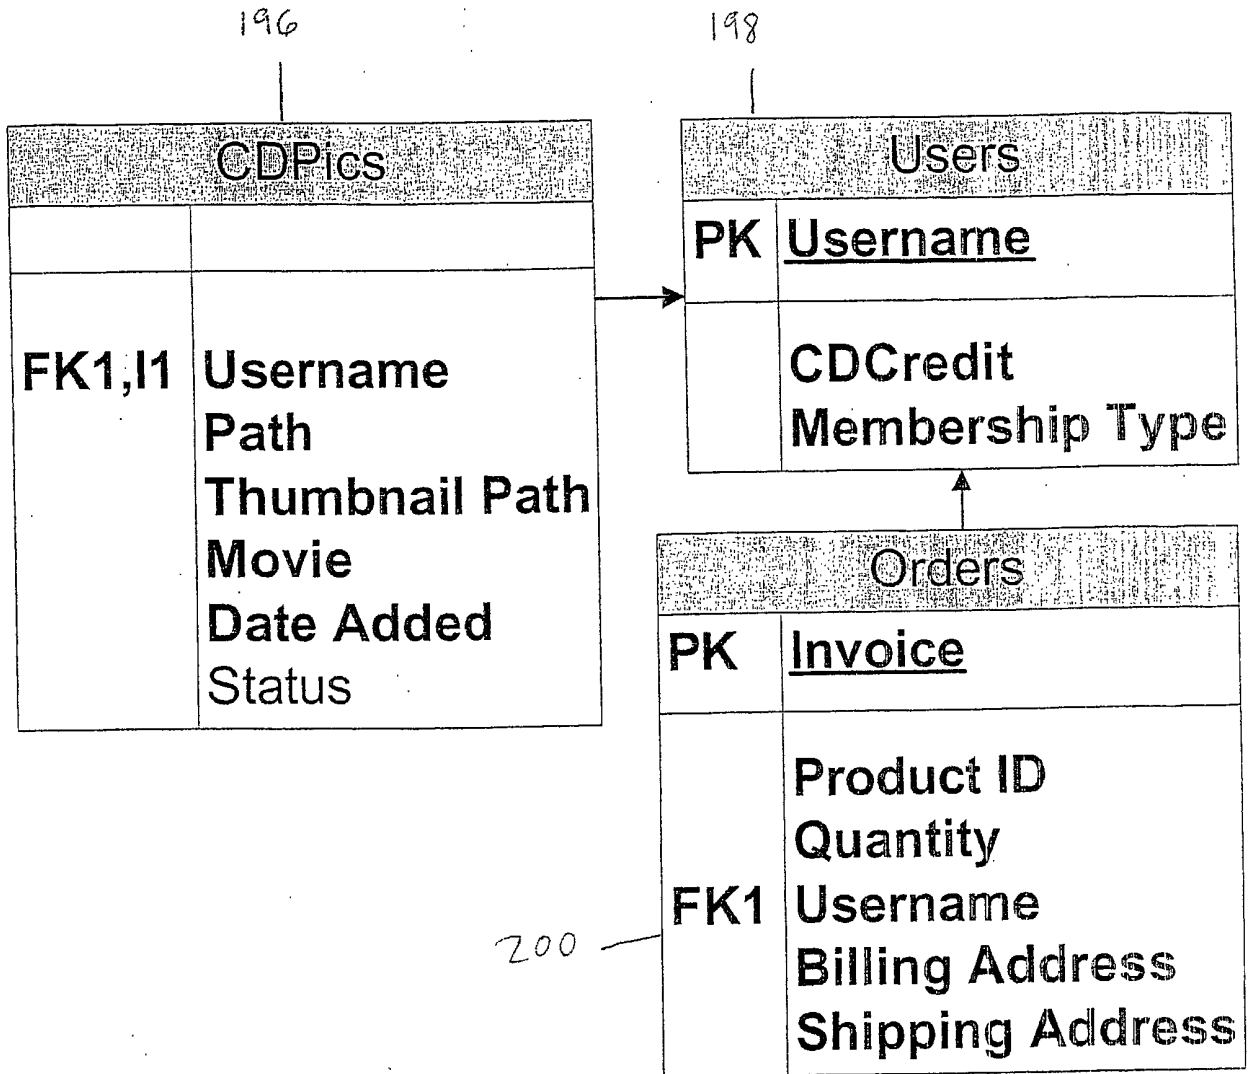 196
198
CDPics
FK1,I1 Username
Path
Thumbnail Path
Movie
Date Added
Status
Users
PK Username
CDCredit
Membership Type
Orders
PK Invoice
Product ID
Quantity
FK1 Username
Billing Address
Shipping Address
200